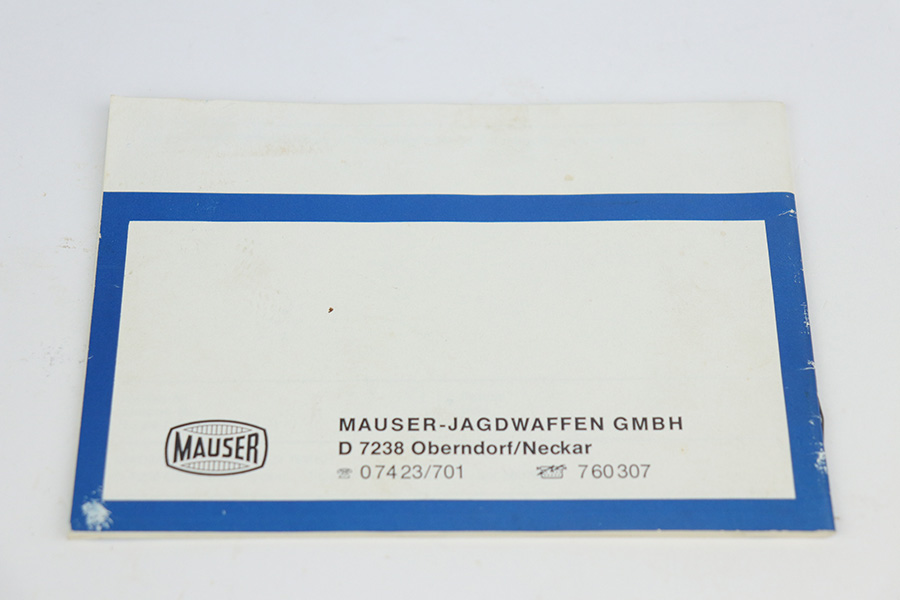 MAUSER
MAUSER-JAGDWAFFEN GMBH
D 7238 Oberndorf/Neckar
☎ 07423/701 760307